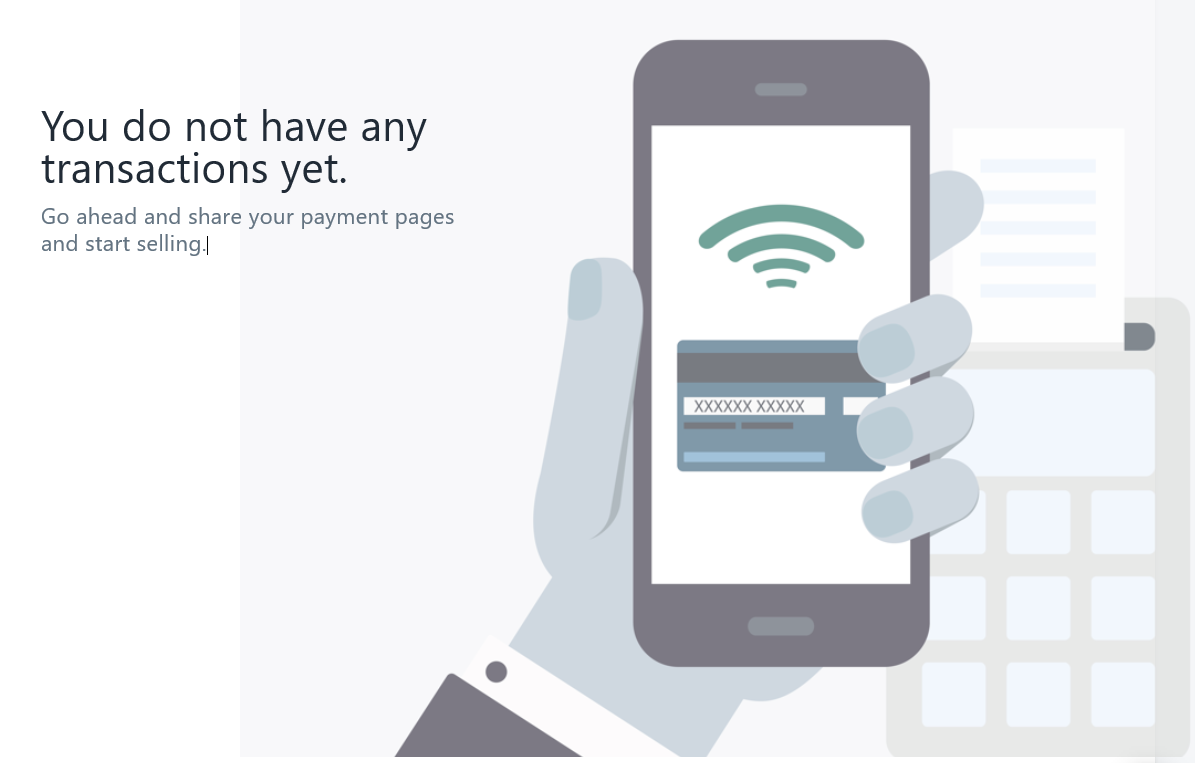 You do not have any
transactions yet.
Go ahead and share your payment pages
and start selling.
XXXXXX XXXXX